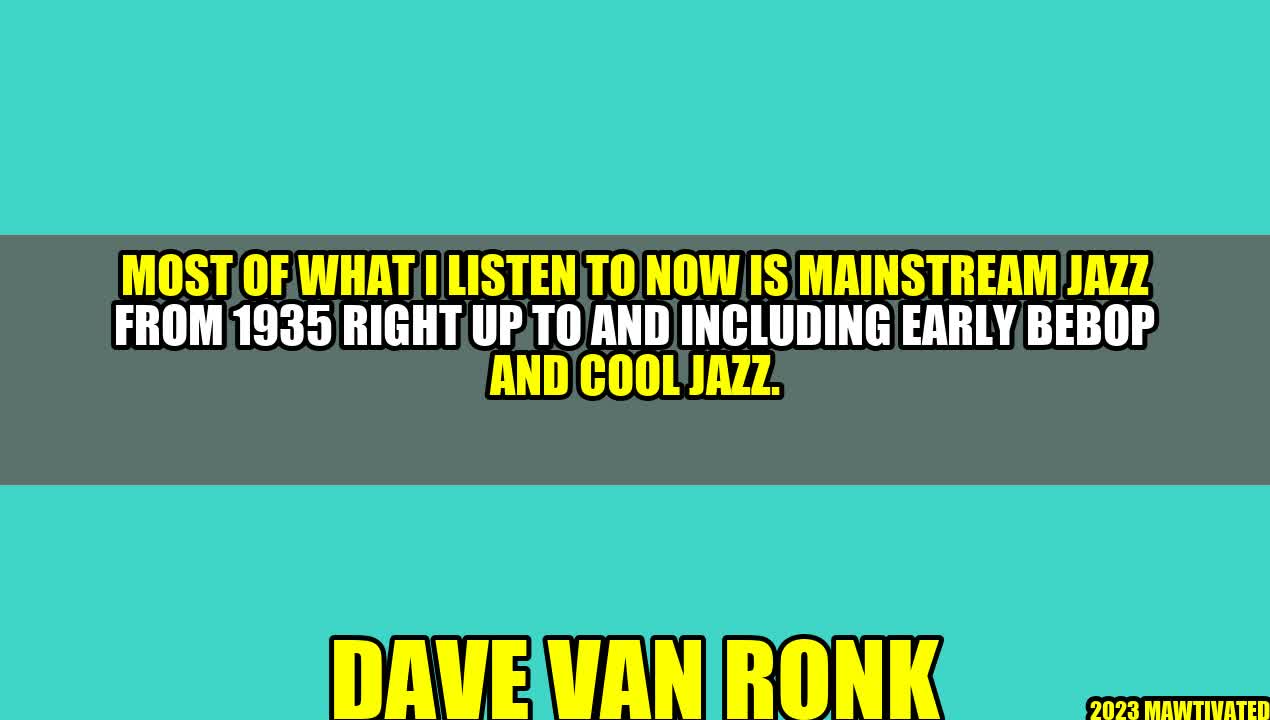 MOST OF WHAT I LISTEN TO NOW IS MAINSTREAM JAZZ
FROM 1935 RIGHT UP TO AND INCLUDING EARLY BEBOP
AND COOL JAZZ.
DAVE VAN RONK
2023 MAWTIVATED